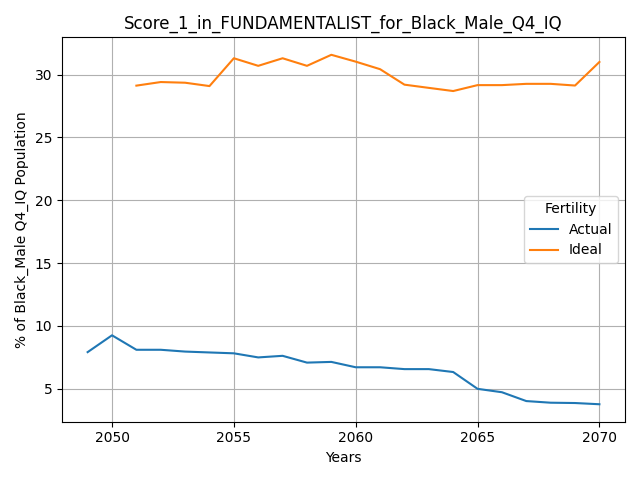 Score_1_in_FUNDAMENTALIST_for_Black_Male_Q4_IQ
% of Black_Male Q4_IQ Population
30
25
20
15
10
5
Fertility
Actual
Ideal
2050
2055
2060
2065
2070
Years